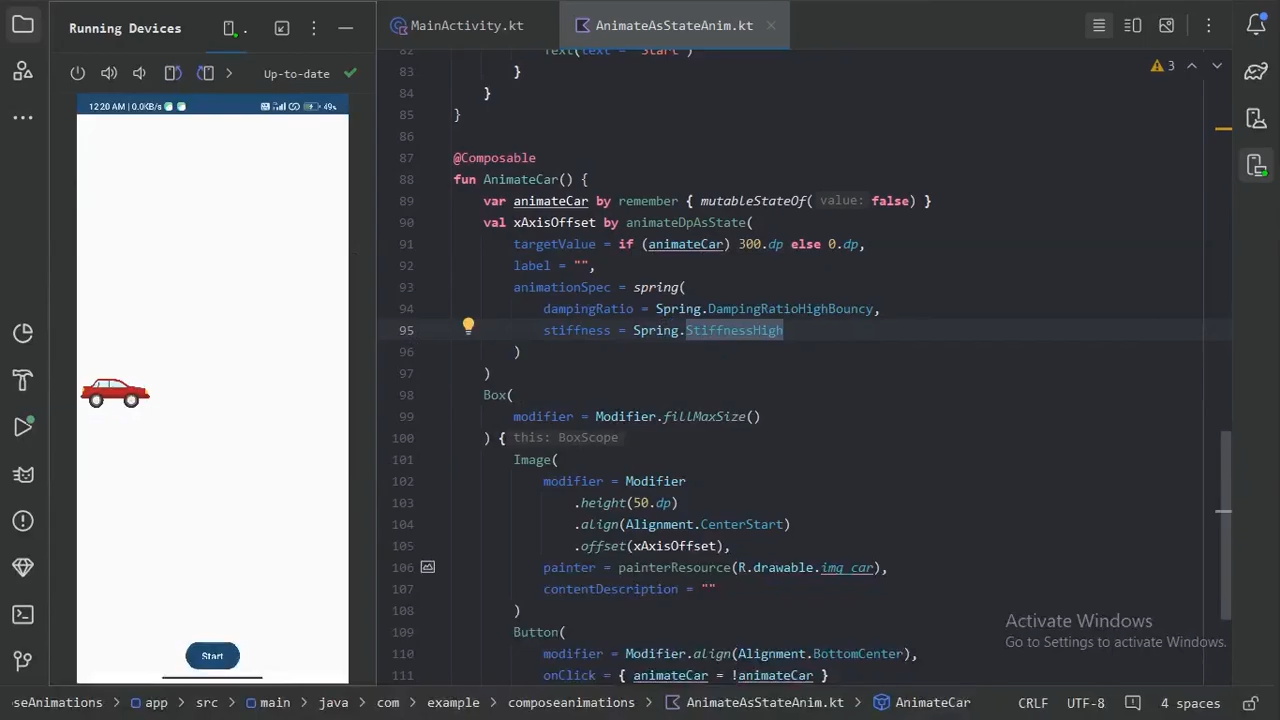 Running Devices
MainActivity.kt
AnimateAsStateAnim.kt
Up-to-date
12:20 AM | 0.0KB/s
49%
Start
82 Text(text = "Start")
83 }
84 }
85 }
86
87 @Composable
88 fun AnimateCar() {
89 var animateCar by remember { mutableStateOf( value: false) }
90 val xAxisOffset by animateDpAsState(
91 targetValue = if (animateCar) 300.dp else 0.dp,
92 label = "",
93 animationSpec = spring(
94 dampingRatio = Spring.DampingRatioHighBouncy,
95 stiffness = Spring.StiffnessHigh
96 )
97 )
98 Box(
99 modifier = Modifier.fillMaxSize()
100 ) { this: BoxScope
101 Image(
102 modifier = Modifier
103 .height(50.dp)
104 .align(Alignment.CenterStart)
105 .offset(xAxisOffset),
106 painter = painterResource(R.drawable.img_car),
107 contentDescription = ""
108 )
109 Button(
110 modifier = Modifier.align(Alignment.BottomCenter),
111 onClick = { animateCar = !animateCar }
3
Activate Windows
Go to Settings to activate Windows.
oseAnimations > app > src > main > java > com > example > composeanimations > AnimateAsStateAnim.kt > AnimateCar
CRLF UTF-8 4 spaces